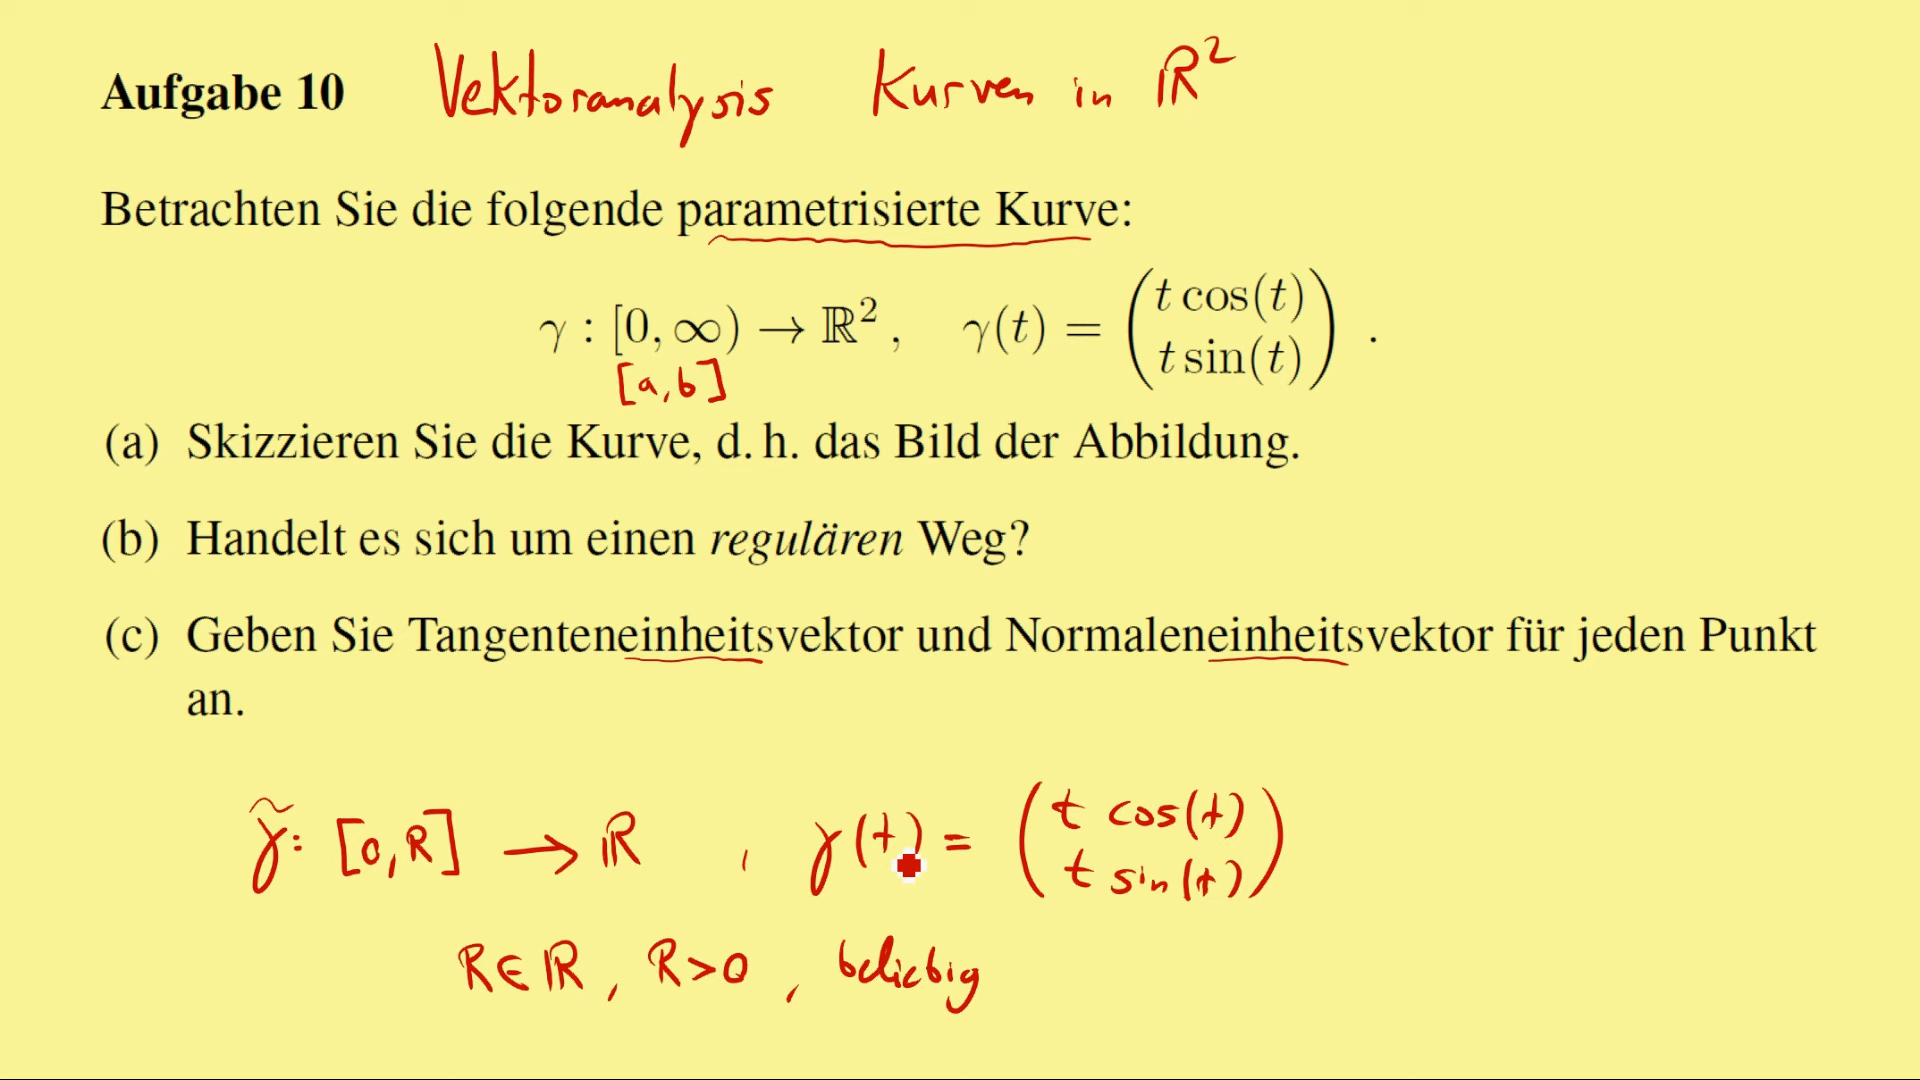 Aufgabe 10 Vektoranalysis Kurven in ℝ²
Betrachten Sie die folgende parametrisierte Kurve:
γ : [0, ∞) → ℝ², γ(t) = (t cos(t) t sin(t)) .
[a, b]
(a) Skizzieren Sie die Kurve, d. h. das Bild der Abbildung.
(b) Handelt es sich um einen regulären Weg?
(c) Geben Sie Tangenteneinheitsvektor und Normaleneinheitsvektor für jeden Punkt
an.
γ̃: [0, R] → ℝ , γ(t) = (t cos(t) t sin(t))
R ∈ ℝ, R > 0, beliebig